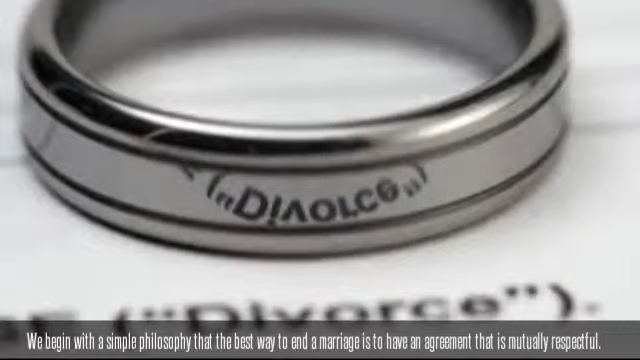 ("Divorce")
("Divorce").
We begin with a simple philosophy that the best way to end a marriage is to have an agreement that is mutually respectful.